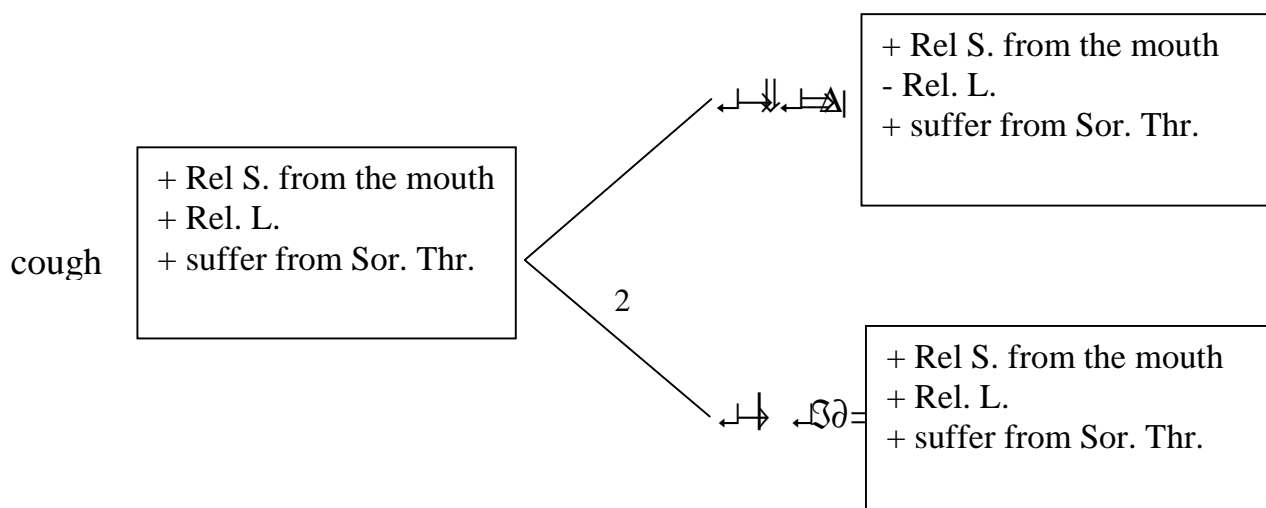 + Rel S. from the mouth
- Rel. L.
+ suffer from Sor. Thr.
cough
+ Rel S. from the mouth
+ Rel. L.
+ suffer from Sor. Thr.
2
+ Rel S. from the mouth
+ Rel. L.
+ suffer from Sor. Thr.